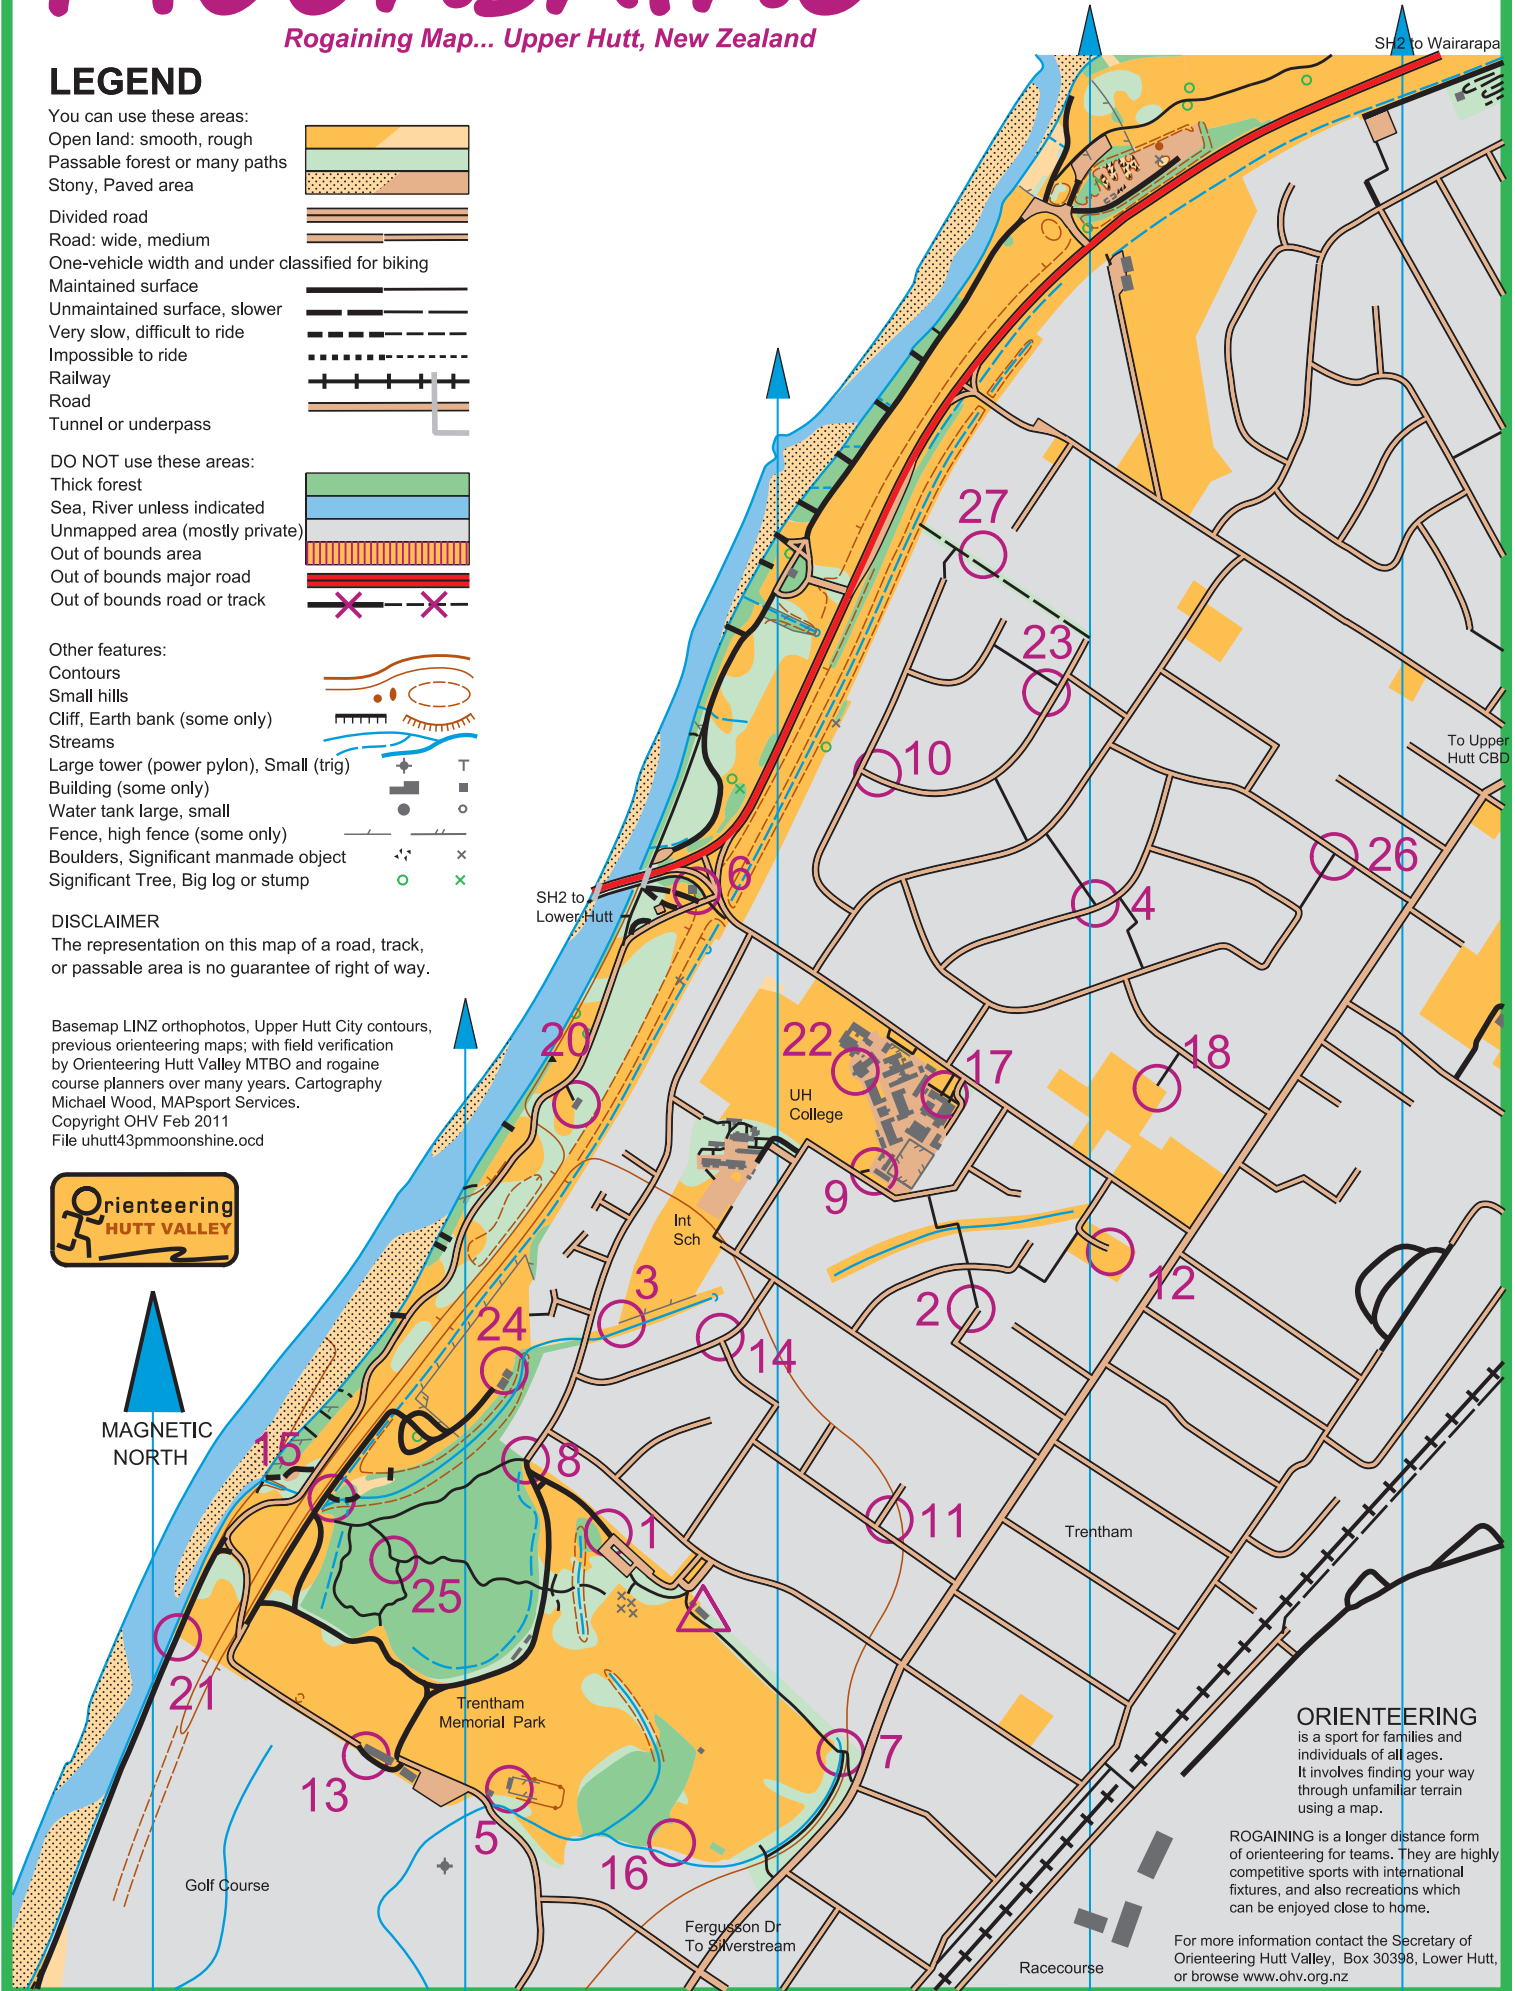 Rogaining Map... Upper Hutt, New Zealand
SH2 to Wairarapa
LEGEND
You can use these areas:
Open land: smooth, rough
Passable forest or many paths
Stony, Paved area
Divided road
Road: wide, medium
One-vehicle width and under classified for biking
Maintained surface
Unmaintained surface, slower
Very slow, difficult to ride
Impossible to ride
Railway
Road
Tunnel or underpass
DO NOT use these areas:
Thick forest
Sea, River unless indicated
Unmapped area (mostly private)
Out of bounds area
Out of bounds major road
Out of bounds road or track
Other features:
Contours
Small hills
Cliff, Earth bank (some only)
Streams
Large tower (power pylon), Small (trig)
Building (some only)
Water tank large, small
Fence, high fence (some only)
Boulders, Significant manmade object
Significant Tree, Big log or stump
DISCLAIMER
The representation on this map of a road, track,
or passable area is no guarantee of right of way.
Basemap LINZ orthophotos, Upper Hutt City contours,
previous orienteering maps; with field verification
by Orienteering Hutt Valley MTBO and rogaine
course planners over many years. Cartography
Michael Wood, MAPsport Services.
Copyright OHV Feb 2011
File uhutt43pmmoonshine.ocd
Orienteering
HUTT VALLEY
MAGNETIC
NORTH
27
23
To Upper
Hutt CBD
10
26
6
SH2 to
Lower Hutt
4
20
22
17
18
UH
College
9
Int
Sch
3
2
12
24
14
15
8
1
11
Trentham
25
21
Trentham
Memorial Park
7
13
5
16
Golf Course
Fergusson Dr
To Silverstream
Racecourse
ORIENTEERING
is a sport for families and
individuals of all ages.
It involves finding your way
through unfamiliar terrain
using a map.
ROGAINING is a longer distance form
of orienteering for teams. They are highly
competitive sports with international
fixtures, and also recreations which
can be enjoyed close to home.
For more information contact the Secretary of
Orienteering Hutt Valley, Box 30398, Lower Hutt,
or browse www.ohv.org.nz